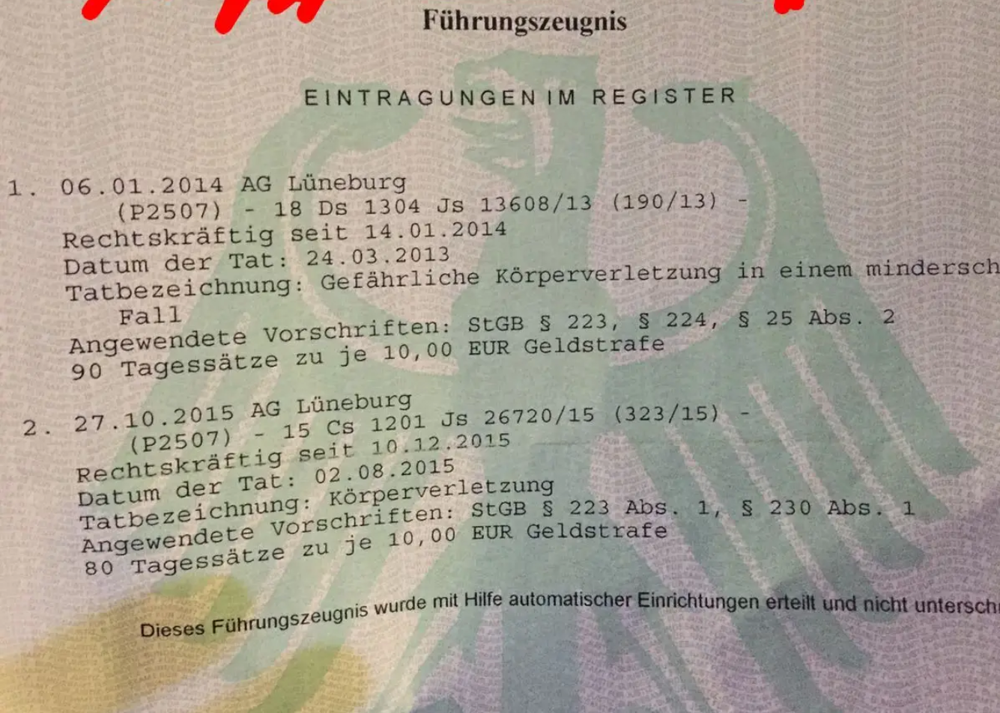 Führungszeugnis
EINTRAGUNGEN IM REGISTER
1. 06.01.2014 AG Lüneburg
(P2507) - 18 Ds 1304 Js 13608/13 (190/13) -
Rechtskräftig seit 14.01.2014
Datum der Tat: 24.03.2013
Tatbezeichnung: Gefährliche Körperverletzung in einem mindersch
Fall
Angewendete Vorschriften: StGB § 223, § 224, § 25 Abs. 2
90 Tagessätze zu je 10,00 EUR Geldstrafe
2. 27.10.2015 AG Lüneburg
(P2507) - 15 Cs 1201 Js 26720/15 (323/15) -
Rechtskräftig seit 10.12.2015
Datum der Tat: 02.08.2015
Tatbezeichnung: Körperverletzung
Angewendete Vorschriften: StGB § 223 Abs. 1, § 230 Abs. 1
80 Tagessätze zu je 10,00 EUR Geldstrafe
Dieses Führungszeugnis wurde mit Hilfe automatischer Einrichtungen erteilt und nicht unterschr